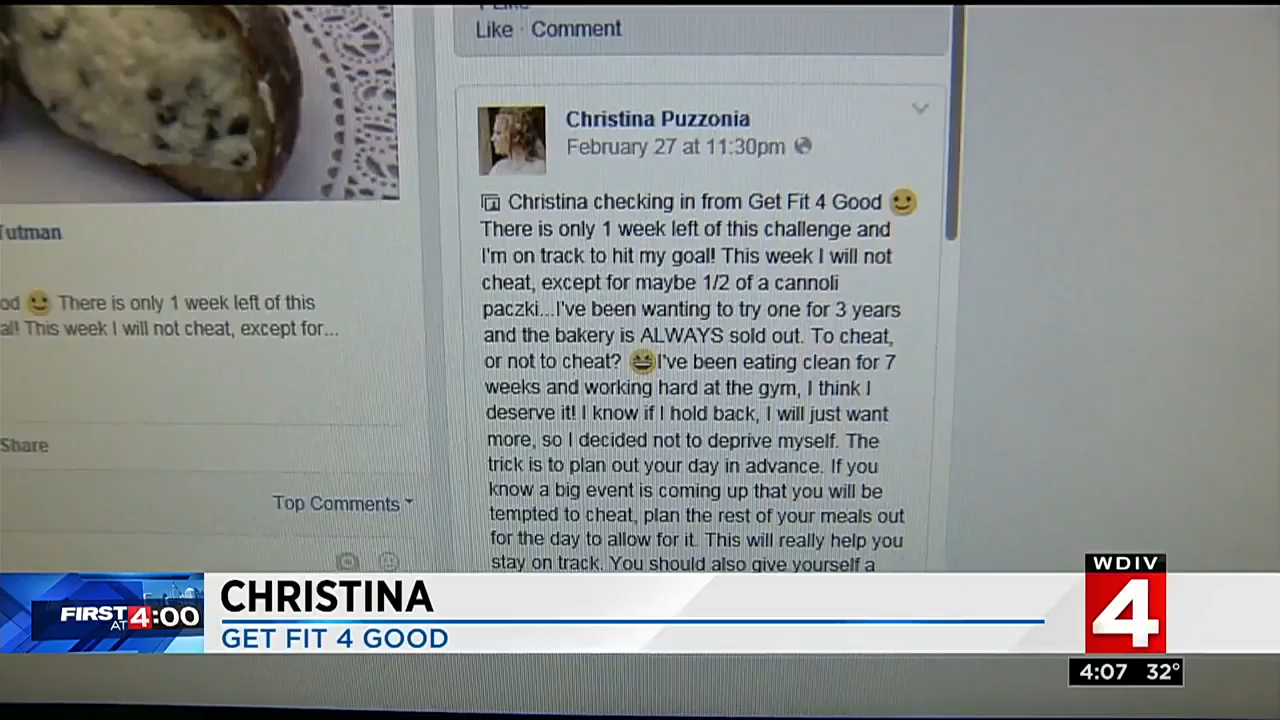 Like
Like · Comment
Christina Puzzonia
February 27 at 11:30pm
Christina checking in from Get Fit 4 Good
There is only 1 week left of this challenge and
I'm on track to hit my goal! This week I will not
cheat, except for maybe 1/2 of a cannoli
paczki...I've been wanting to try one for 3 years
and the bakery is ALWAYS sold out. To cheat,
or not to cheat? I've been eating clean for 7
weeks and working hard at the gym, I think I
deserve it! I know if I hold back, I will just want
more, so I decided not to deprive myself. The
trick is to plan out your day in advance. If you
know a big event is coming up that you will be
tempted to cheat, plan the rest of your meals out
for the day to allow for it. This will really help you
stay on track. You should also give yourself a
Tutman
od There is only 1 week left of this
al! This week I will not cheat, except for...
Share
Top Comments
FIRST AT 4:00
CHRISTINA
GET FIT 4 GOOD
WDIV
4
4:07 32°